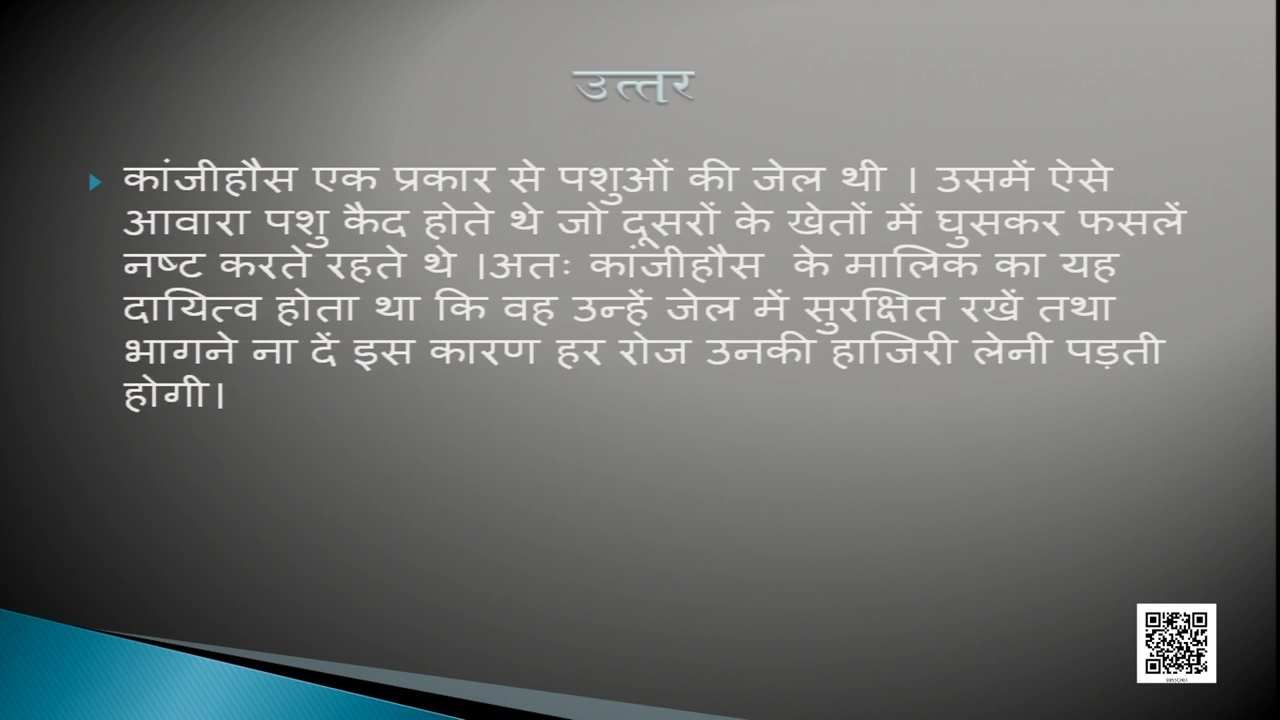 उत्तर
कांजीहौस एक प्रकार से पशुओं की जेल थी । उसमें ऐसे
आवारा पशु कैद होते थे जो दूसरों के खेतों में घुसकर फसलें
नष्ट करते रहते थे ।अतः कांजीहौस  के मालिक का यह
दायित्व होता था कि वह उन्हें जेल में सुरक्षित रखें तथा
भागने ना दें इस कारण हर रोज उनकी हाजिरी लेनी पड़ती
होगी।